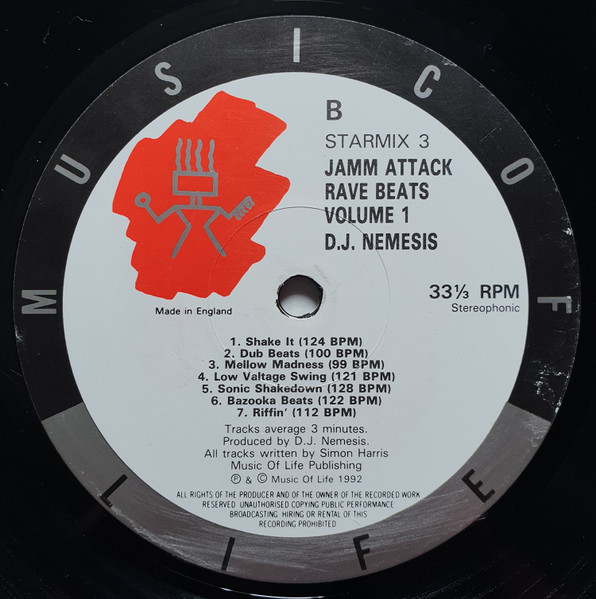 MUSIC OF LIFE
B
STARMIX 3
JAMM ATTACK
RAVE BEATS
VOLUME 1
D.J. NEMESIS
33⅓ RPM
Stereophonic
Made in England
1. Shake It (124 BPM)
2. Dub Beats (100 BPM)
3. Mellow Madness (99 BPM)
4. Low Valtage Swing (121 BPM)
5. Sonic Shakedown (128 BPM)
6. Bazooka Beats (122 BPM)
7. Riffin' (112 BPM)
Tracks average 3 minutes.
Produced by D.J. Nemesis.
All tracks written by Simon Harris
Music Of Life Publishing
℗ & © Music Of Life 1992
ALL RIGHTS OF THE PRODUCER AND OF THE OWNER OF THE RECORDED WORK
RESERVED UNAUTHORISED COPYING PUBLIC PERFORMANCE
BROADCASTING HIRING OR RENTAL OF THIS
RECORDING PROHIBITED